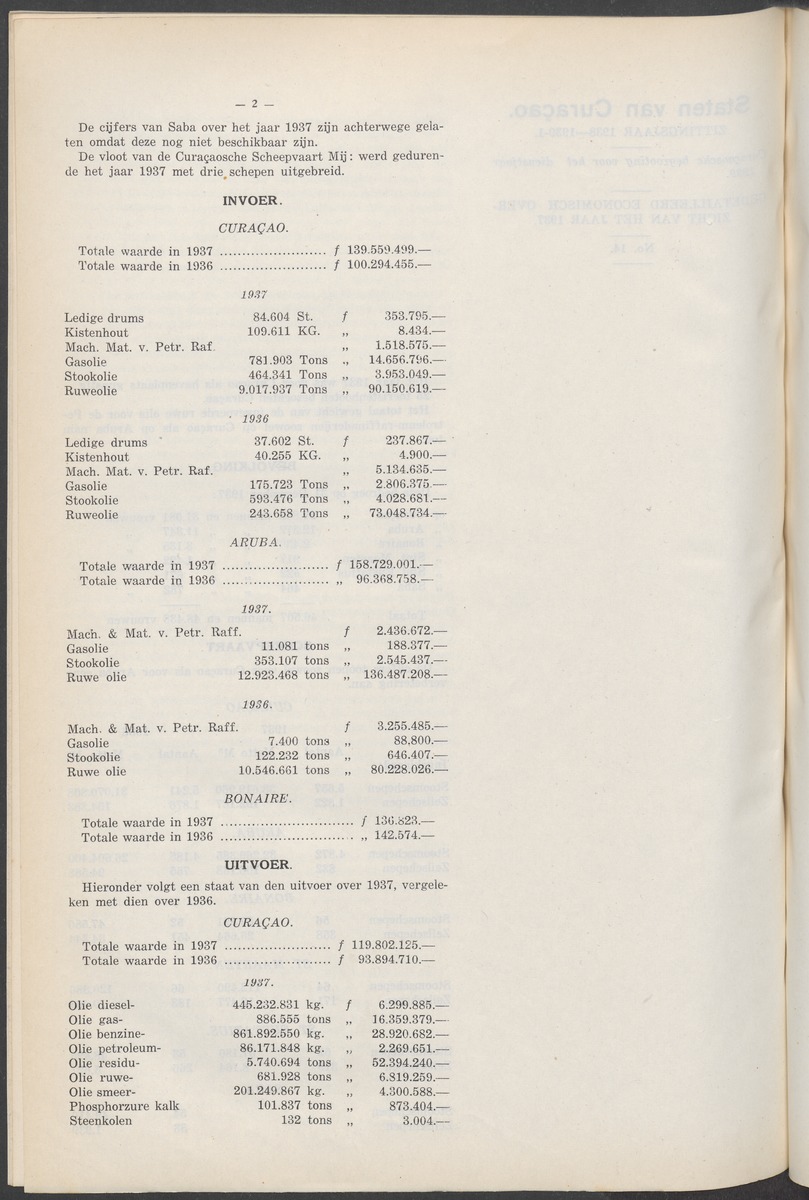 — 2 —
De cijfers van Saba over het jaar 1937 zijn achterwege gela-
ten omdat deze nog niet beschikbaar zijn.
De vloot van de Curaçaosche Scheepvaart Mij: werd geduren-
de het jaar 1937 met drie schepen uitgebreid.
INVOER.
CURAÇAO.
Totale waarde in 1937 ........................ f 139.559.499.—
Totale waarde in 1936 ........................ f 100.294.455.—
1937
Ledige drums 84.604 St. f 353.795.—
Kistenhout 109.611 KG. „ 8.434.—
Mach. Mat. v. Petr. Raf. „ 1.518.575.—
Gasolie 781.903 Tons „ 14.656.796.—
Stookolie 464.341 Tons „ 3.953.049.—
Ruweolie 9.017.937 Tons „ 90.150.619.—
1936
Ledige drums 37.602 St. f 237.867.—
Kistenhout 40.255 KG. „ 4.900.—
Mach. Mat. v. Petr. Raf. „ 5.134.635.—
Gasolie 175.723 Tons „ 2.806.375.—
Stookolie 593.476 Tons „ 4.028.681.—
Ruweolie 243.658 Tons „ 73.048.734.—
ARUBA.
Totale waarde in 1937 ........................ f 158.729.001.—
Totale waarde in 1936 ........................ „ 96.368.758.—
1937.
Mach. & Mat. v. Petr. Raff. f 2.436.672.—
Gasolie 11.081 tons „ 188.377.—
Stookolie 353.107 tons „ 2.545.437.—
Ruwe olie 12.923.468 tons „ 136.487.208.—
1936.
Mach. & Mat. v. Petr. Raff. f 3.255.485.—
Gasolie 7.400 tons „ 88.800.—
Stookolie 122.232 tons „ 646.407.—
Ruwe olie 10.546.661 tons „ 80.228.026.—
BONAIRE.
Totale waarde in 1937 .............................. f 136.823.—
Totale waarde in 1936 .............................. „ 142.574.—
UITVOER.
Hieronder volgt een staat van den uitvoer over 1937, vergele-
ken met dien over 1936.
CURAÇAO.
Totale waarde in 1937 ........................ f 119.802.125.—
Totale waarde in 1936 ........................ f 93.894.710.—
1937.
Olie diesel- 445.232.831 kg. f 6.299.885.—
Olie gas- 886.555 tons „ 16.359.379.—
Olie benzine- 861.892.550 kg. „ 28.920.682.—
Olie petroleum- 86.171.848 kg. „ 2.269.651.—
Olie residu- 5.740.694 tons „ 52.394.240.—
Olie ruwe- 681.928 tons „ 6.819.259.—
Olie smeer- 201.249.867 kg. „ 4.300.588.—
Phosphorzure kalk 101.837 tons „ 873.404.—
Steenkolen 132 tons „ 3.004.—